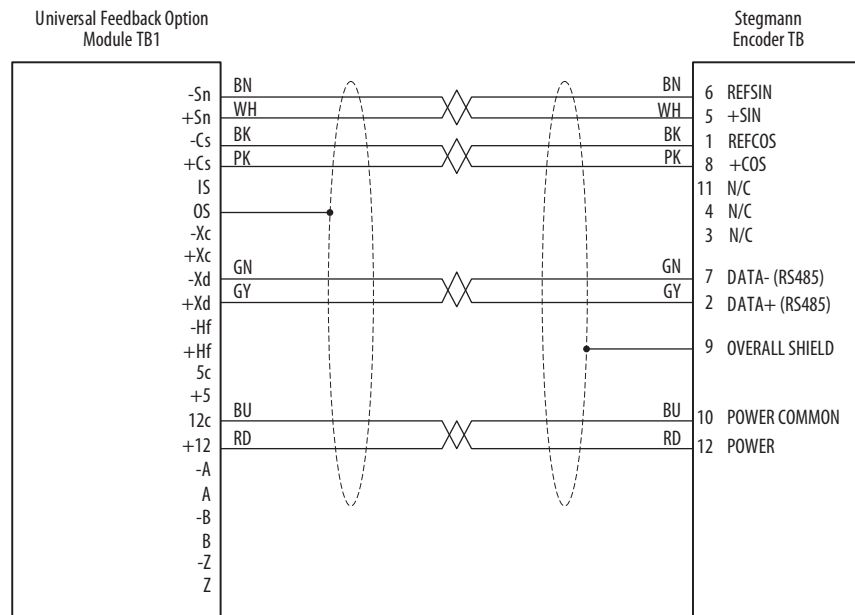 Universal Feedback Option
Module TB1
Stegmann
Encoder TB
-Sn BN BN 6 REFSIN
+Sn WH WH 5 +SIN
-Cs BK BK 1 REFCOS
+Cs PK PK 8 +COS
IS 11 N/C
OS 4 N/C
-Xc 3 N/C
+Xc
-Xd GN GN 7 DATA- (RS485)
+Xd GY GY 2 DATA+ (RS485)
-Hf
+Hf 9 OVERALL SHIELD
5c
+5
12c BU BU 10 POWER COMMON
+12 RD RD 12 POWER
-A
A
-B
B
-Z
Z